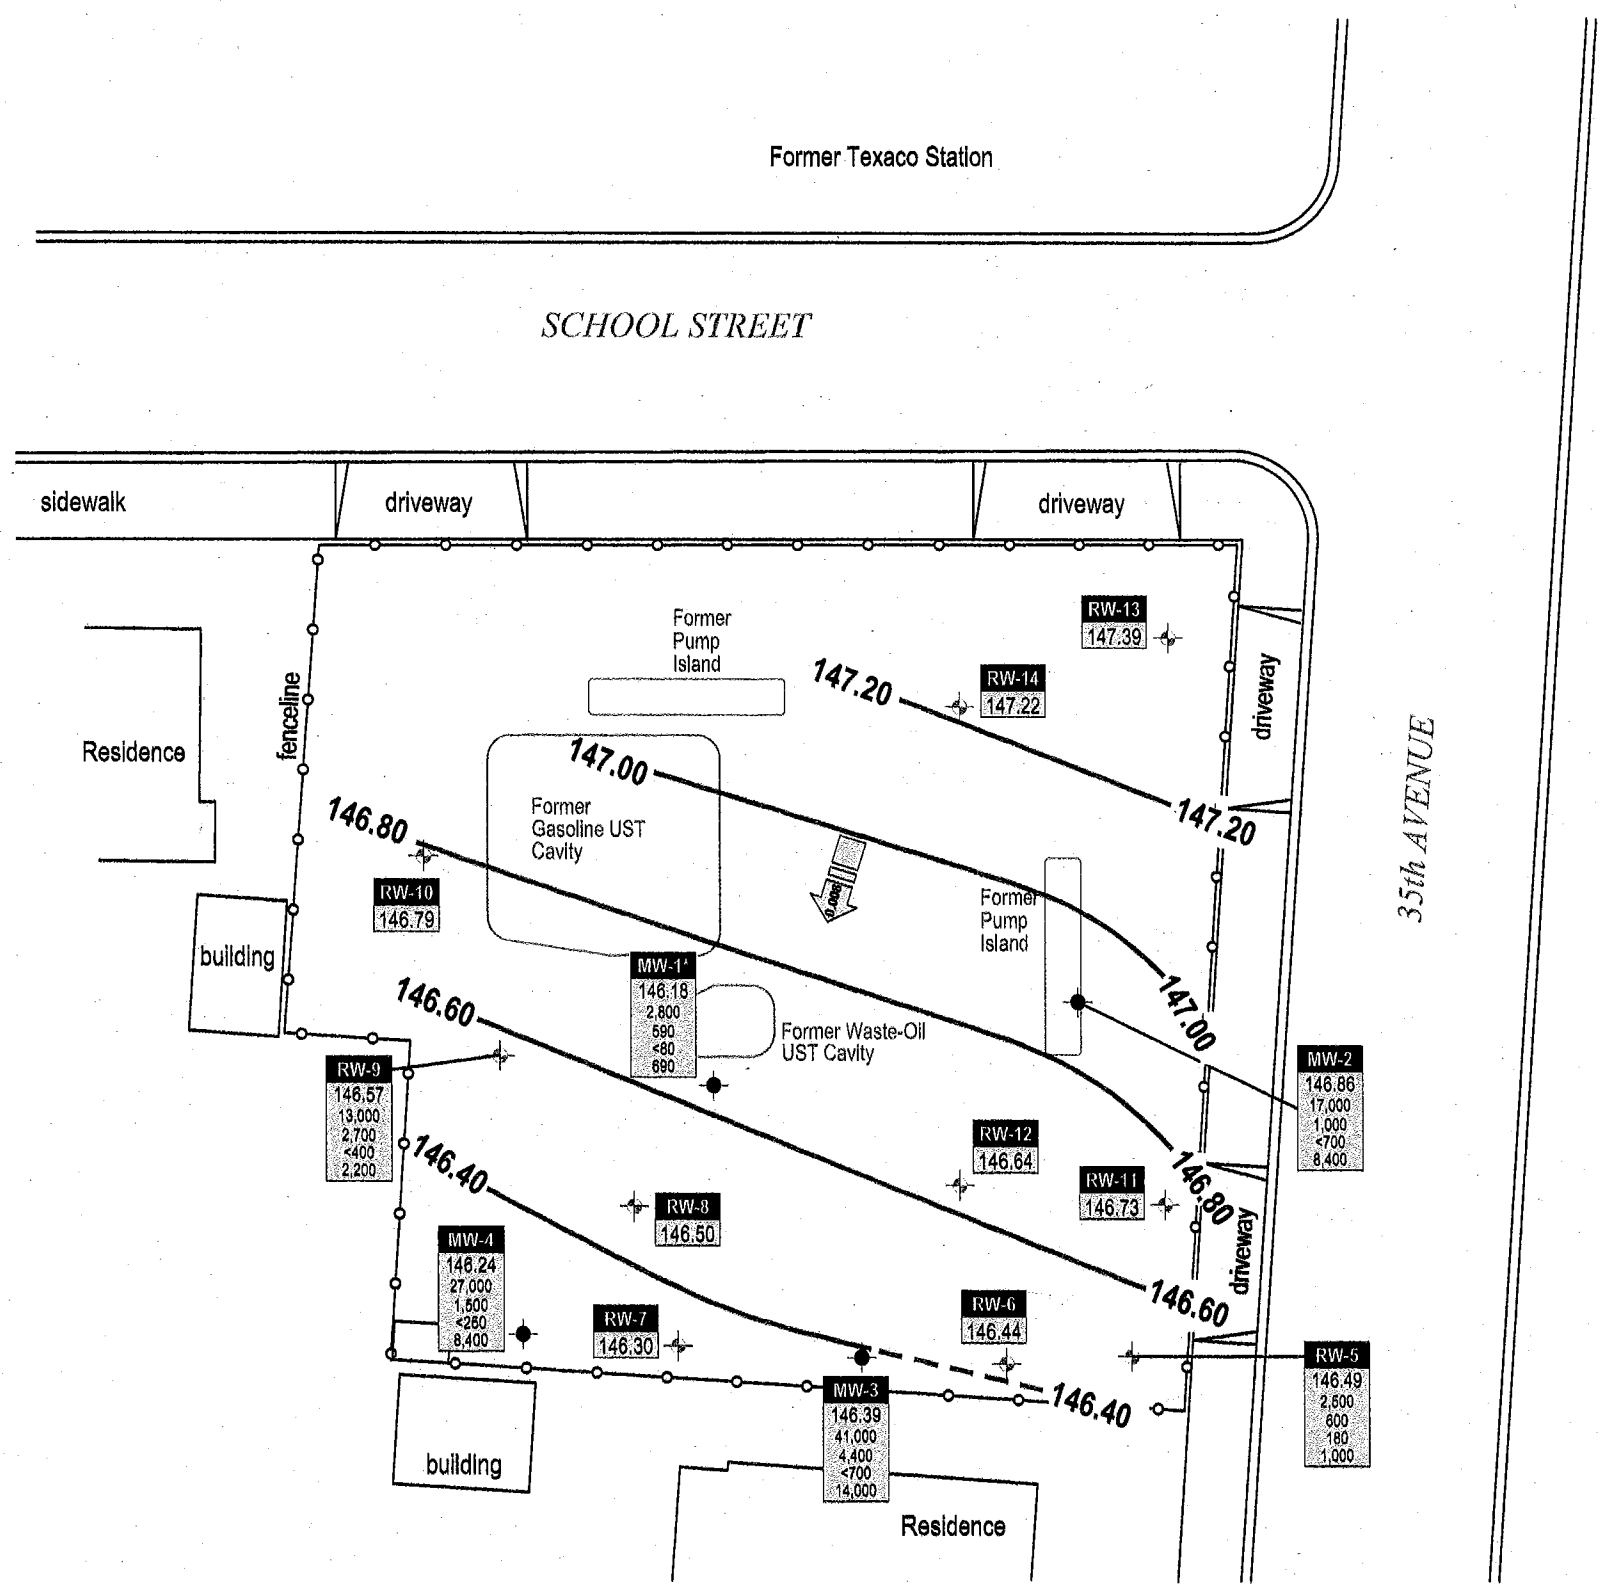 Former Texaco Station
SCHOOL STREET
sidewalk
driveway
driveway
RW-13
147.39
Former
Pump
Island
147.20
RW-14
147.22
driveway
fenceline
Residence
147.00
35th AVENUE
146.80
Former
Gasoline UST
Cavity
147.20
0.008
RW-10
146.79
Former
Pump
Island
building
MW-1*
146.18
2,800
590
<80
690
146.60
147.00
Former Waste-Oil
UST Cavity
RW-9
146.57
13,000
2,700
<400
2,200
MW-2
146.86
17,000
1,000
<700
8,400
RW-12
146.64
146.40
146.80
RW-11
146.73
RW-8
146.50
driveway
MW-4
146.24
27,000
1,500
<250
8,400
146.60
RW-6
146.44
RW-7
146.30
RW-5
146.49
2,500
600
180
1,000
MW-3
146.39
41,000
4,400
<700
14,000
146.40
building
Residence